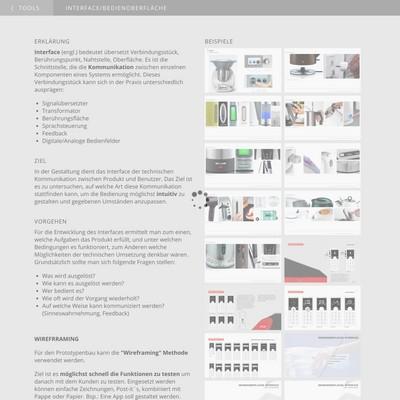 [ TOOLS
INTERFACE/BEDIENOBERFLÄCHE
ERKLÄRUNG
Interface (engl.) bedeutet übersetzt Verbindungsstück,
Berührungspunkt, Nahtstelle, Oberfläche. Es ist die
Schnittstelle, die die Kommunikation zwischen einzelnen
Komponenten eines Systems ermöglicht. Dieses
Verbindungsstück kann sich in der Praxis unterschiedlich
ausprägen:
• Signalübersetzter
• Transformator
• Berührungsfläche
• Sprachsteuerung
• Feedback
• Digitale/Analoge Bedienfelder
ZIEL
In der Gestaltung dient das Interface der technischen
Kommunikation zwischen Produkt und Benutzer. Das Ziel ist
es zu untersuchen, auf welche Art diese Kommunikation
stattfinden kann, um die Bedienung möglichst intuitiv zu
gestalten und gegebenen Umständen anzupassen.
VORGEHEN
Für die Entwicklung des Interfaces ermittelt man zum einen,
welche Aufgaben das Produkt erfüllt, und unter welchen
Bedingungen es funktioniert, zum Anderen welche
Möglichkeiten der technischen Umsetzung denkbar wären.
Grundsätzlich sollte man sich folgende Fragen stellen:
• Was wird ausgelöst?
• Wie kann es ausgelöst werden?
• Wer bedient es?
• Wie oft wird der Vorgang wiederholt?
• Auf welche Weise kann kommuniziert werden?
(Sinneswahrnehmung, Feedback)
WIREFRAMING
Für den Prototypenbau kann die "Wireframing" Methode
verwendet werden.
Ziel ist es möglichst schnell die Funktionen zu testen um
danach mit dem Kunden zu testen. Eingesetzt werden
können einfache Zeichnungen, Post-it´s, kombiniert mit
Pappe oder Papier. Bsp.: Eine App soll gestaltet werden.
BEISPIELE